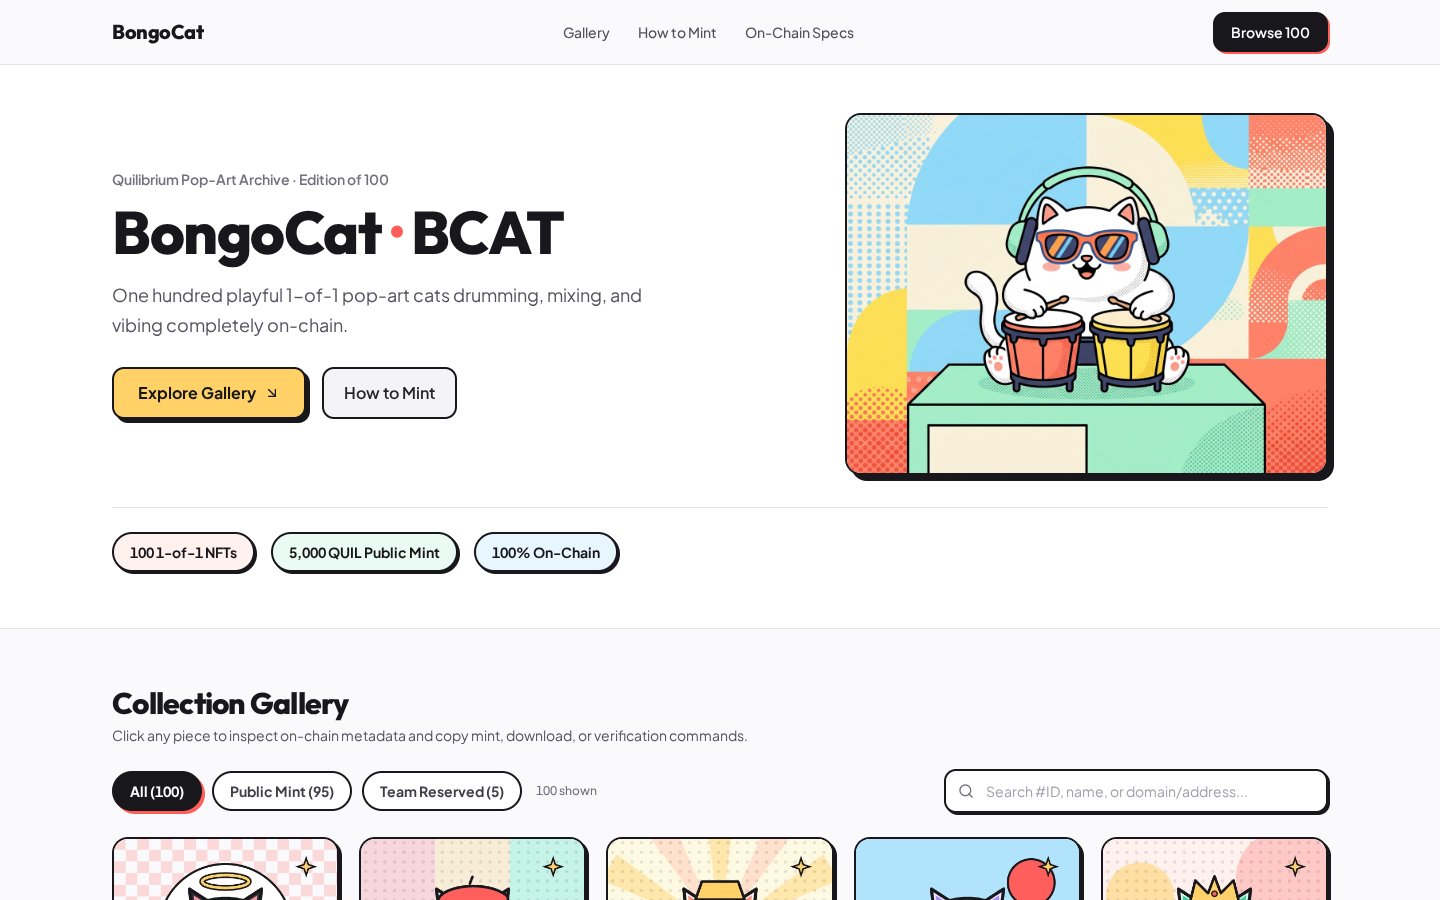 BongoCat
Gallery
How to Mint
On-Chain Specs
Browse 100
Quilibrium Pop-Art Archive · Edition of 100
BongoCat · BCAT
One hundred playful 1-of-1 pop-art cats drumming, mixing, and
vibing completely on-chain.
Explore Gallery
How to Mint
100 1-of-1 NFTs
5,000 QUIL Public Mint
100% On-Chain
Collection Gallery
Click any piece to inspect on-chain metadata and copy mint, download, or verification commands.
All (100)
Public Mint (95)
Team Reserved (5)
100 shown
Search #ID, name, or domain/address...